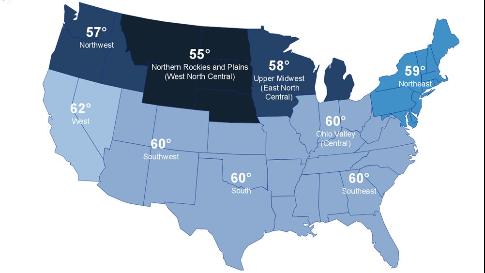 57°
Northwest
55°
Northern Rockies and Plains
(West North Central)
58°
Upper Midwest
(East North
Central)
59°
Northeast
62°
West
60°
Southwest
60°
Ohio Valley
(Central)
60°
South
60°
Southeast